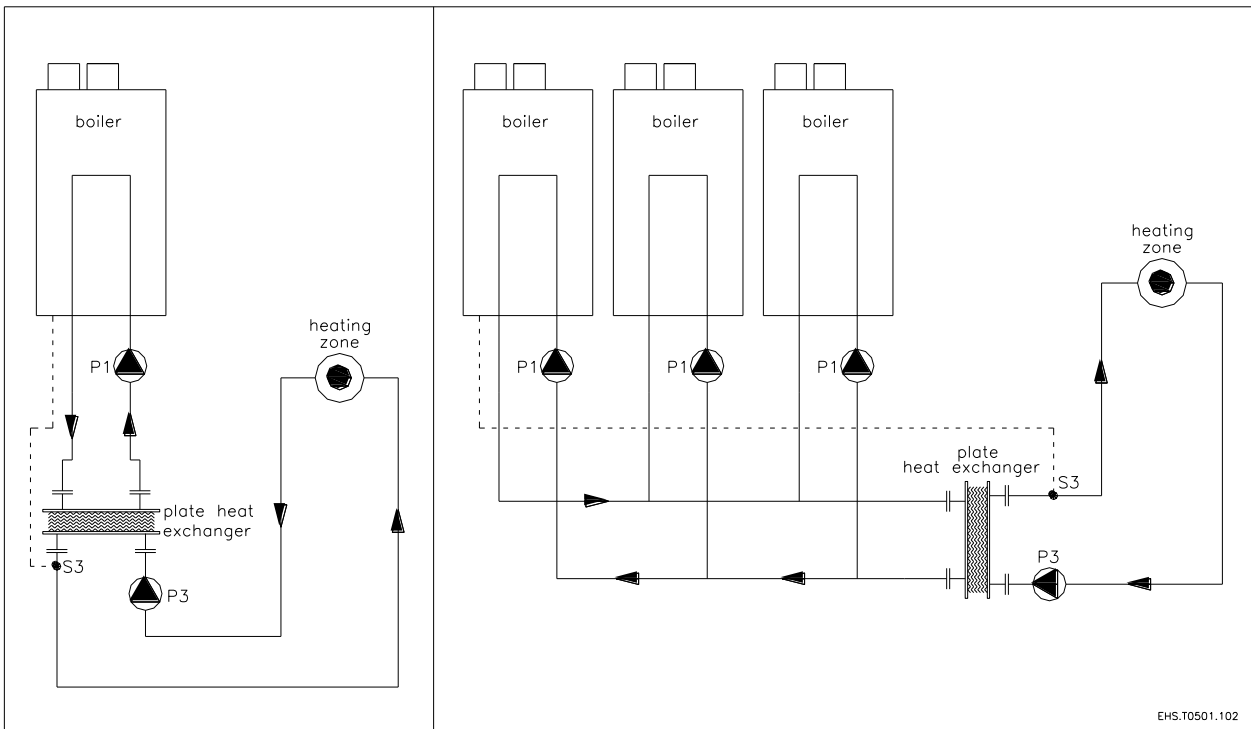 boiler
P1
heating
zone
plate heat
exchanger
S3
P3
boiler
boiler
boiler
P1
P1
P1
heating
zone
plate
heat exchanger
S3
P3
EHS.T0501.102